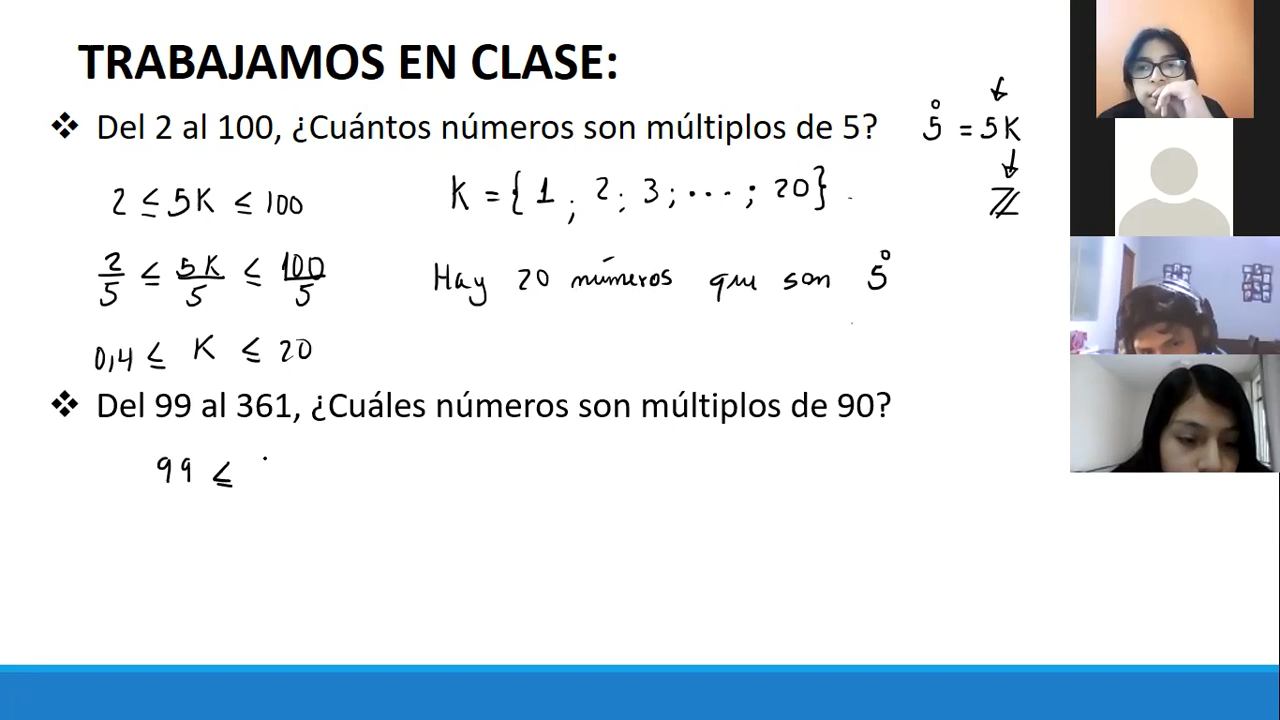 TRABAJAMOS EN CLASE:
❖ Del 2 al 100, ¿Cuántos números son múltiplos de 5? 5̊ = 5K
ℤ
2 ≤ 5K ≤ 100
K = {1; 2; 3; ...; 20}
2/5 ≤ 5K/5 ≤ 100/5
Hay 20 números que son 5̊
0,4 ≤ K ≤ 20
❖ Del 99 al 361, ¿Cuáles números son múltiplos de 90?
99 ≤